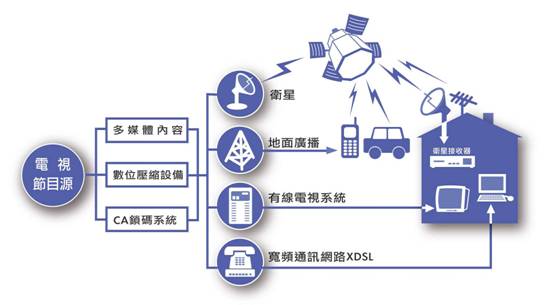 電視
節目源
多媒體內容
數位壓縮設備
CA鎖碼系統
衛星
地面廣播
有線電視系統
寬頻通訊網路XDSL
衛星接收器